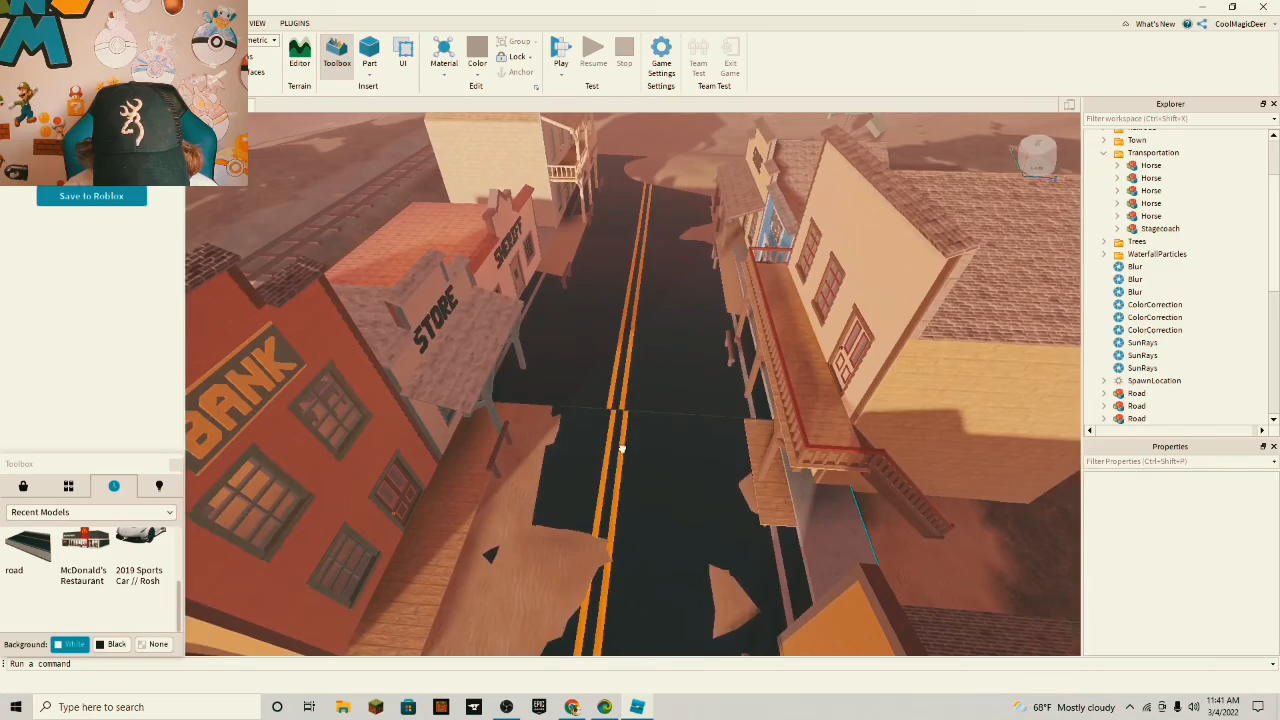 VIEW
PLUGINS
What's New
CoolMagicDeer
Editor
Toolbox
Part
UI
Material
Color
Group
Lock
Anchor
Play
Resume
Stop
Game
Settings
Team
Test
Exit
Game
Terrain
Insert
Edit
Test
Settings
Team Test
Save to Roblox
BANK
STORE
SHERIFF
Explorer
Filter workspace (Ctrl+Shift+X)
Town
Transportation
Horse
Horse
Horse
Horse
Horse
Stagecoach
Trees
WaterfallParticles
Blur
Blur
Blur
ColorCorrection
ColorCorrection
ColorCorrection
SunRays
SunRays
SunRays
SpawnLocation
Road
Road
Road
Properties
Filter Properties (Ctrl+Shift+P)
Toolbox
Recent Models
road
McDonald's
Restaurant
2019 Sports
Car // Rosh
Background:
White
Black
None
Run a command
Type here to search
EPIC
68°F Mostly cloudy
11:41 AM
3/4/2022